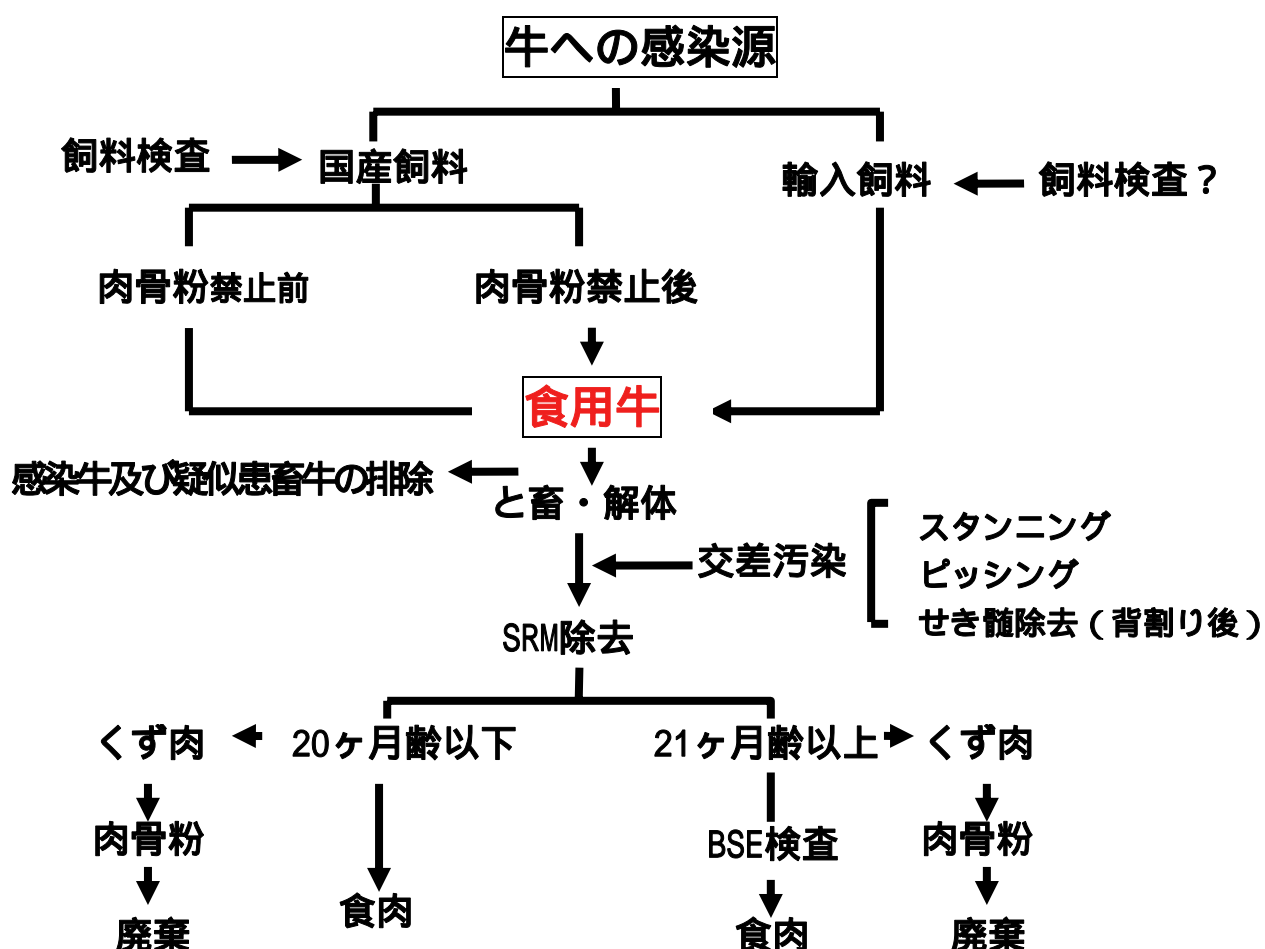 牛への感染源
飼料検査
国産飼料
輸入飼料
飼料検査？
肉骨粉禁止前
肉骨粉禁止後
食用牛
感染牛及び疑似患畜牛の排除
と畜・解体
交差汚染
スタンニング
ピッシング
せき髄除去（背割り後）
SRM除去
くず肉
20ヶ月齢以下
21ヶ月齢以上
くず肉
肉骨粉
BSE検査
肉骨粉
廃棄
食肉
食肉
廃棄